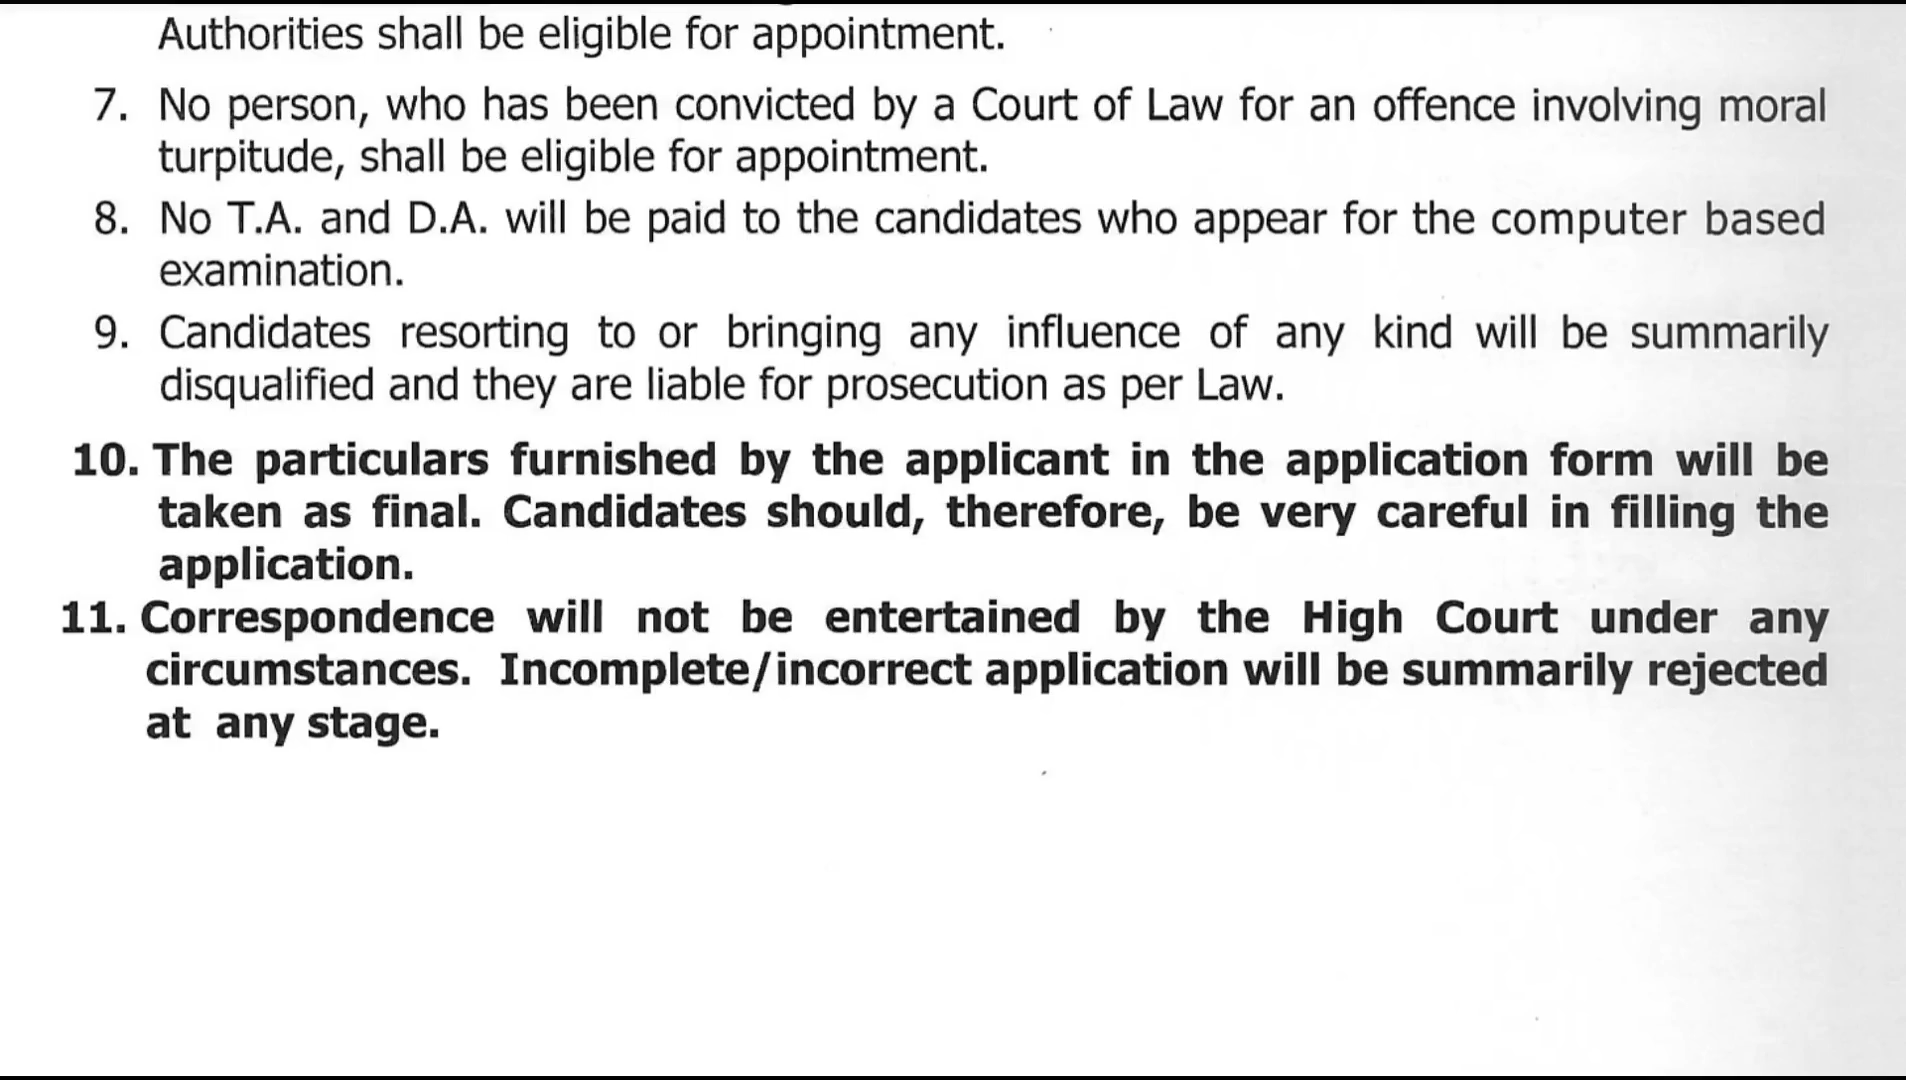 Authorities shall be eligible for appointment.
7. No person, who has been convicted by a Court of Law for an offence involving moral
turpitude, shall be eligible for appointment.
8. No T.A. and D.A. will be paid to the candidates who appear for the computer based
examination.
9. Candidates resorting to or bringing any influence of any kind will be summarily
disqualified and they are liable for prosecution as per Law.
10. The particulars furnished by the applicant in the application form will be
taken as final. Candidates should, therefore, be very careful in filling the
application.
11. Correspondence will not be entertained by the High Court under any
circumstances. Incomplete/incorrect application will be summarily rejected
at any stage.